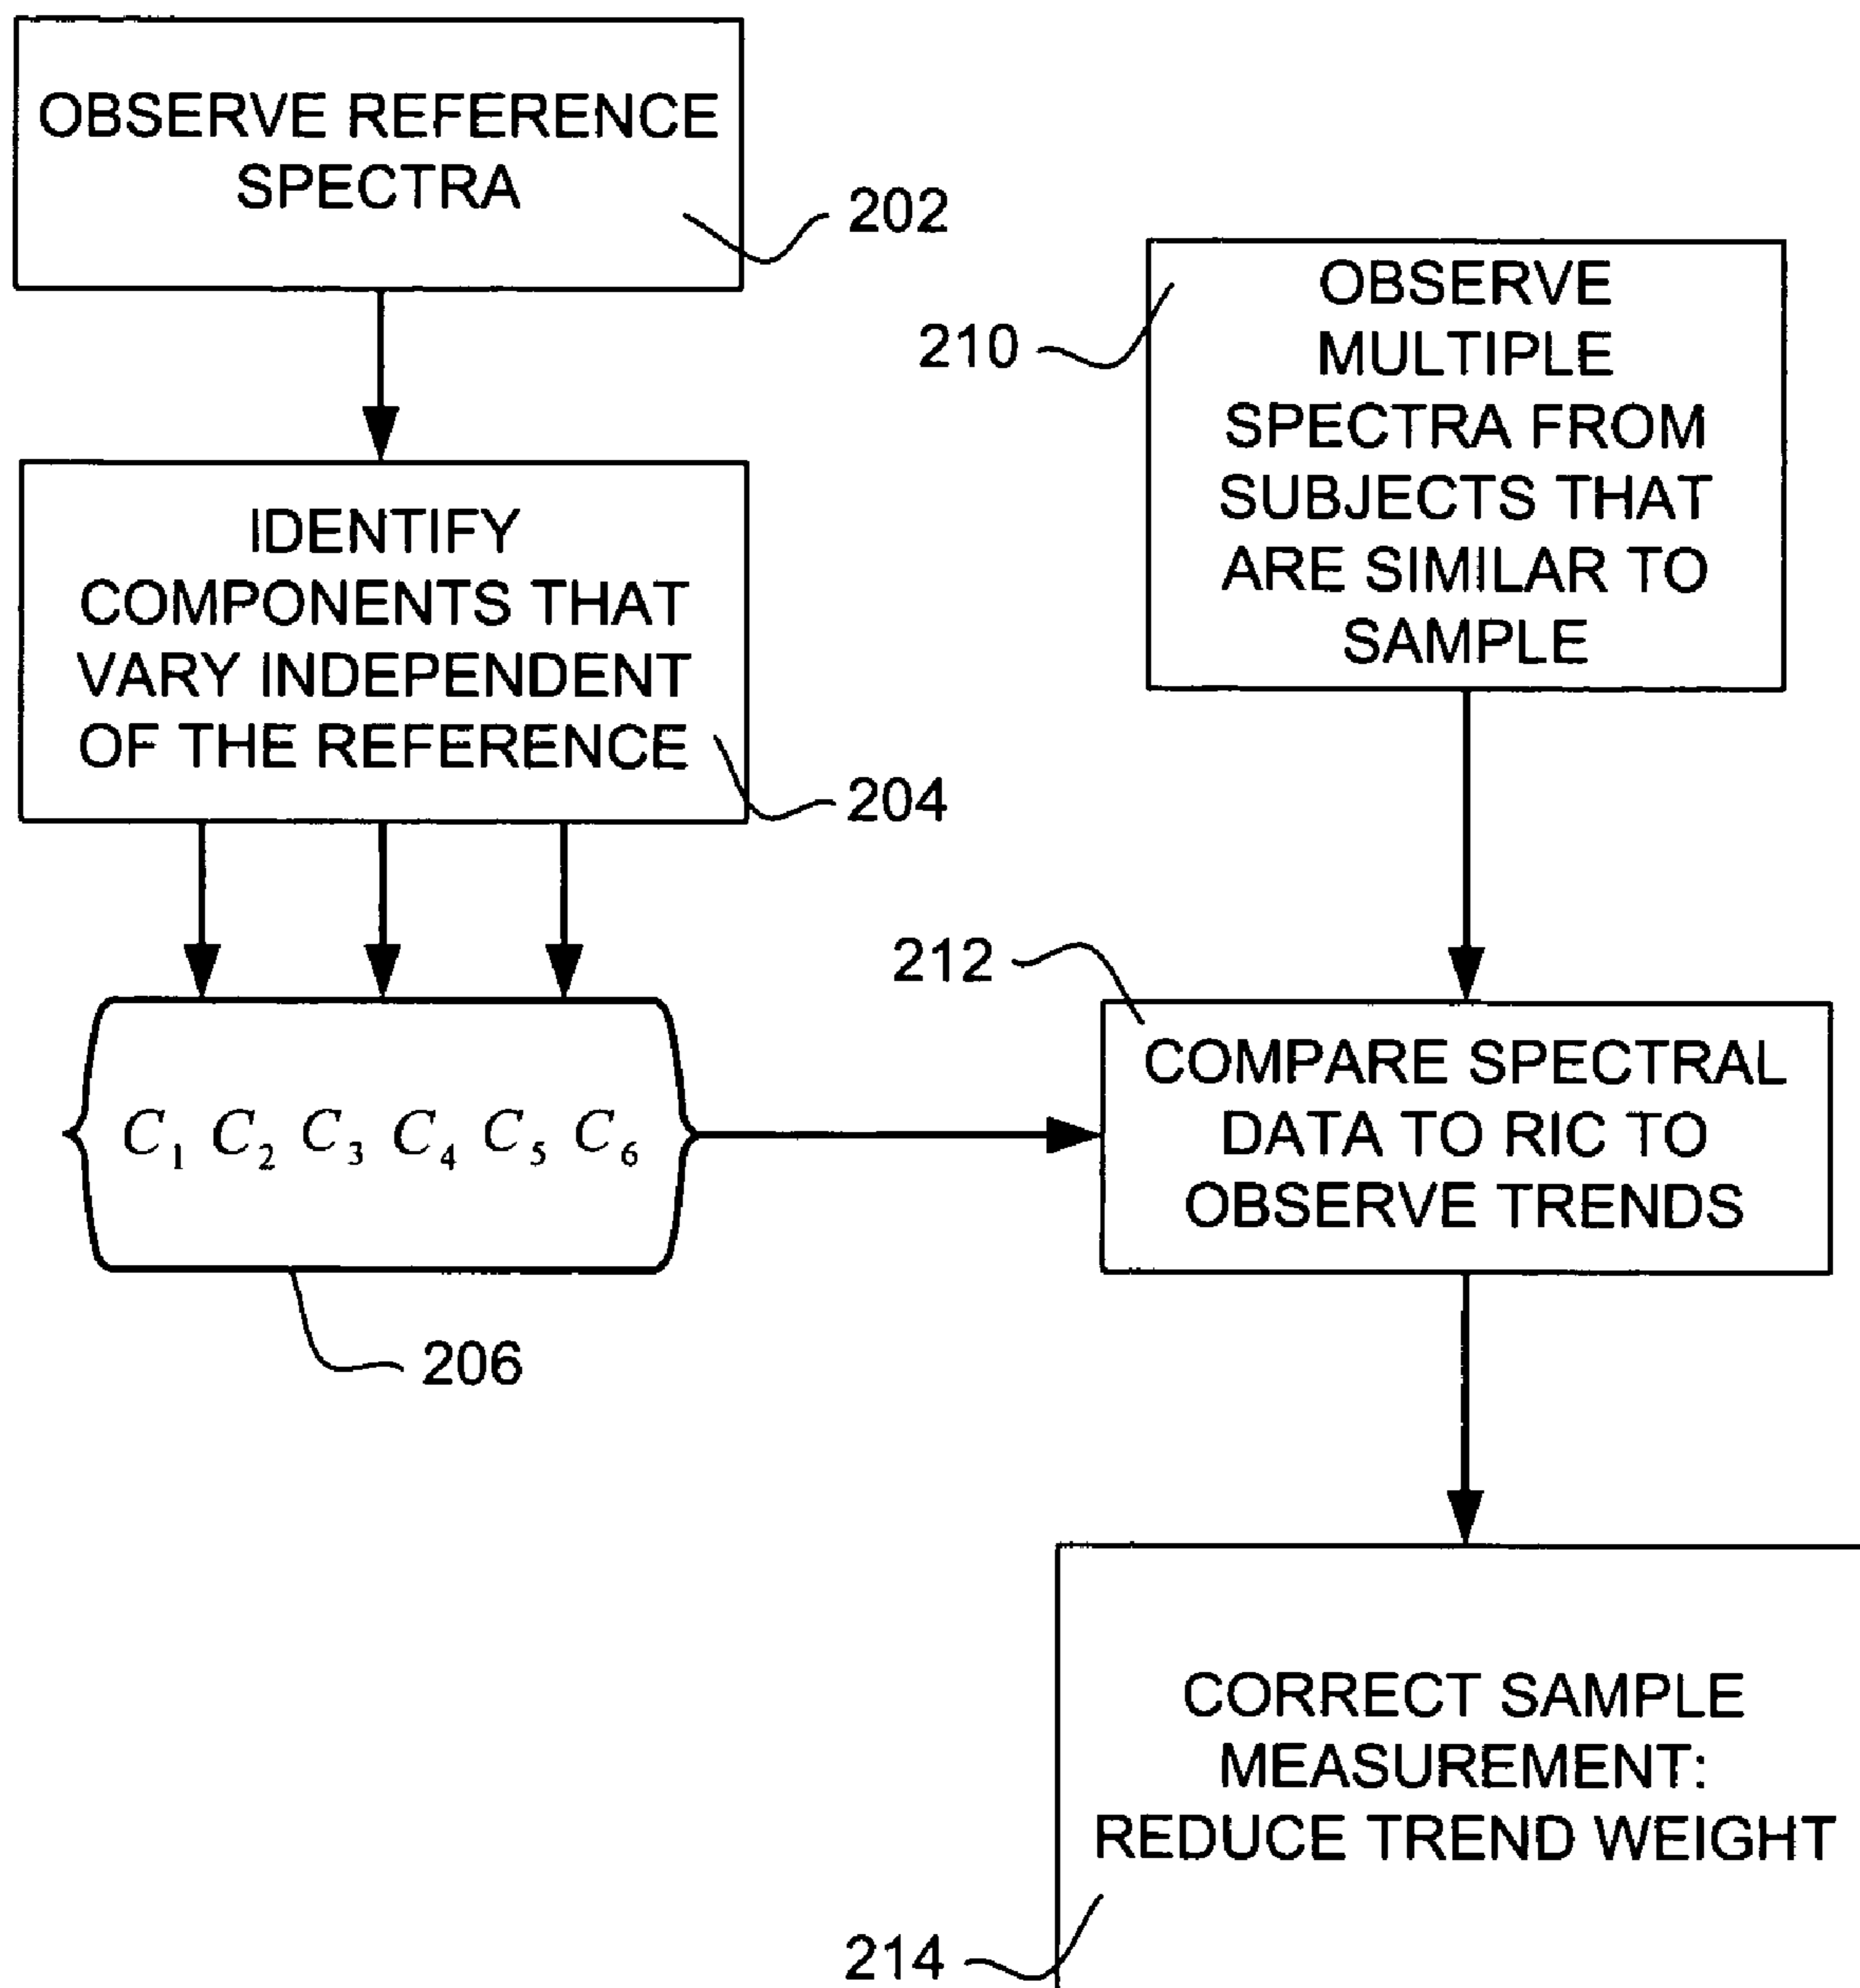 OBSERVE REFERENCE
SPECTRA
202
IDENTIFY
COMPONENTS THAT
VARY INDEPENDENT
OF THE REFERENCE
204
C₁ C₂ C₃ C₄ C₅ C₆
206
210
OBSERVE
MULTIPLE
SPECTRA FROM
SUBJECTS THAT
ARE SIMILAR TO
SAMPLE
212
COMPARE SPECTRAL
DATA TO RIC TO
OBSERVE TRENDS
CORRECT SAMPLE
MEASUREMENT:
REDUCE TREND WEIGHT
214